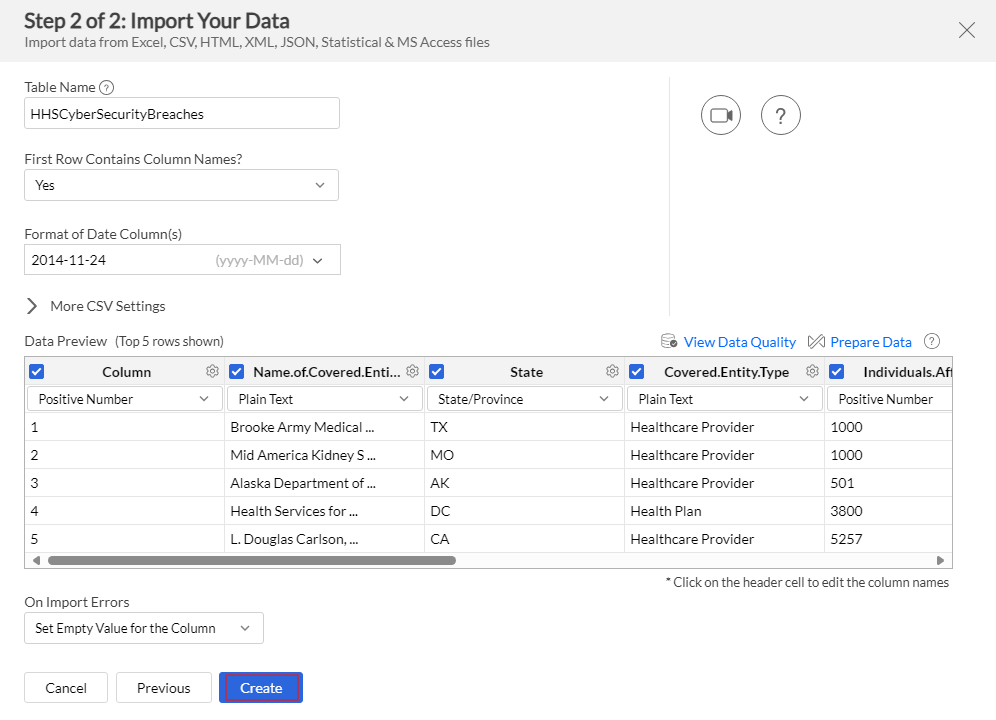 Step 2 of 2: Import Your Data
Import data from Excel, CSV, HTML, XML, JSON, Statistical & MS Access files
Table Name ?
HHSCyberSecurityBreaches
?
First Row Contains Column Names?
Yes
Format of Date Column(s)
2014-11-24 (yyyy-MM-dd)
More CSV Settings
Data Preview (Top 5 rows shown) View Data Quality Prepare Data ?
Column Name.of.Covered.Enti... State Covered.Entity.Type Individuals.Aff
Positive Number Plain Text State/Province Plain Text Positive Number
1 Brooke Army Medical ... TX Healthcare Provider 1000
2 Mid America Kidney S ... MO Healthcare Provider 1000
3 Alaska Department of ... AK Healthcare Provider 501
4 Health Services for ... DC Health Plan 3800
5 L. Douglas Carlson, ... CA Healthcare Provider 5257
* Click on the header cell to edit the column names
On Import Errors
Set Empty Value for the Column
Cancel Previous Create